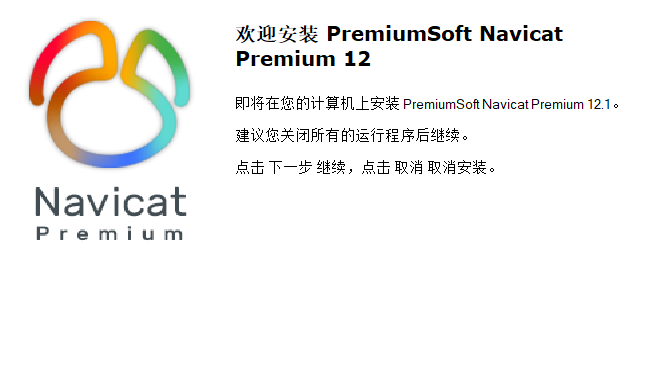 欢迎安装 PremiumSoft Navicat
Premium 12
即将在您的计算机上安装 PremiumSoft Navicat Premium 12.1。
建议您关闭所有的运行程序后继续。
点击 下一步 继续，点击 取消 取消安装。
Navicat
Premium